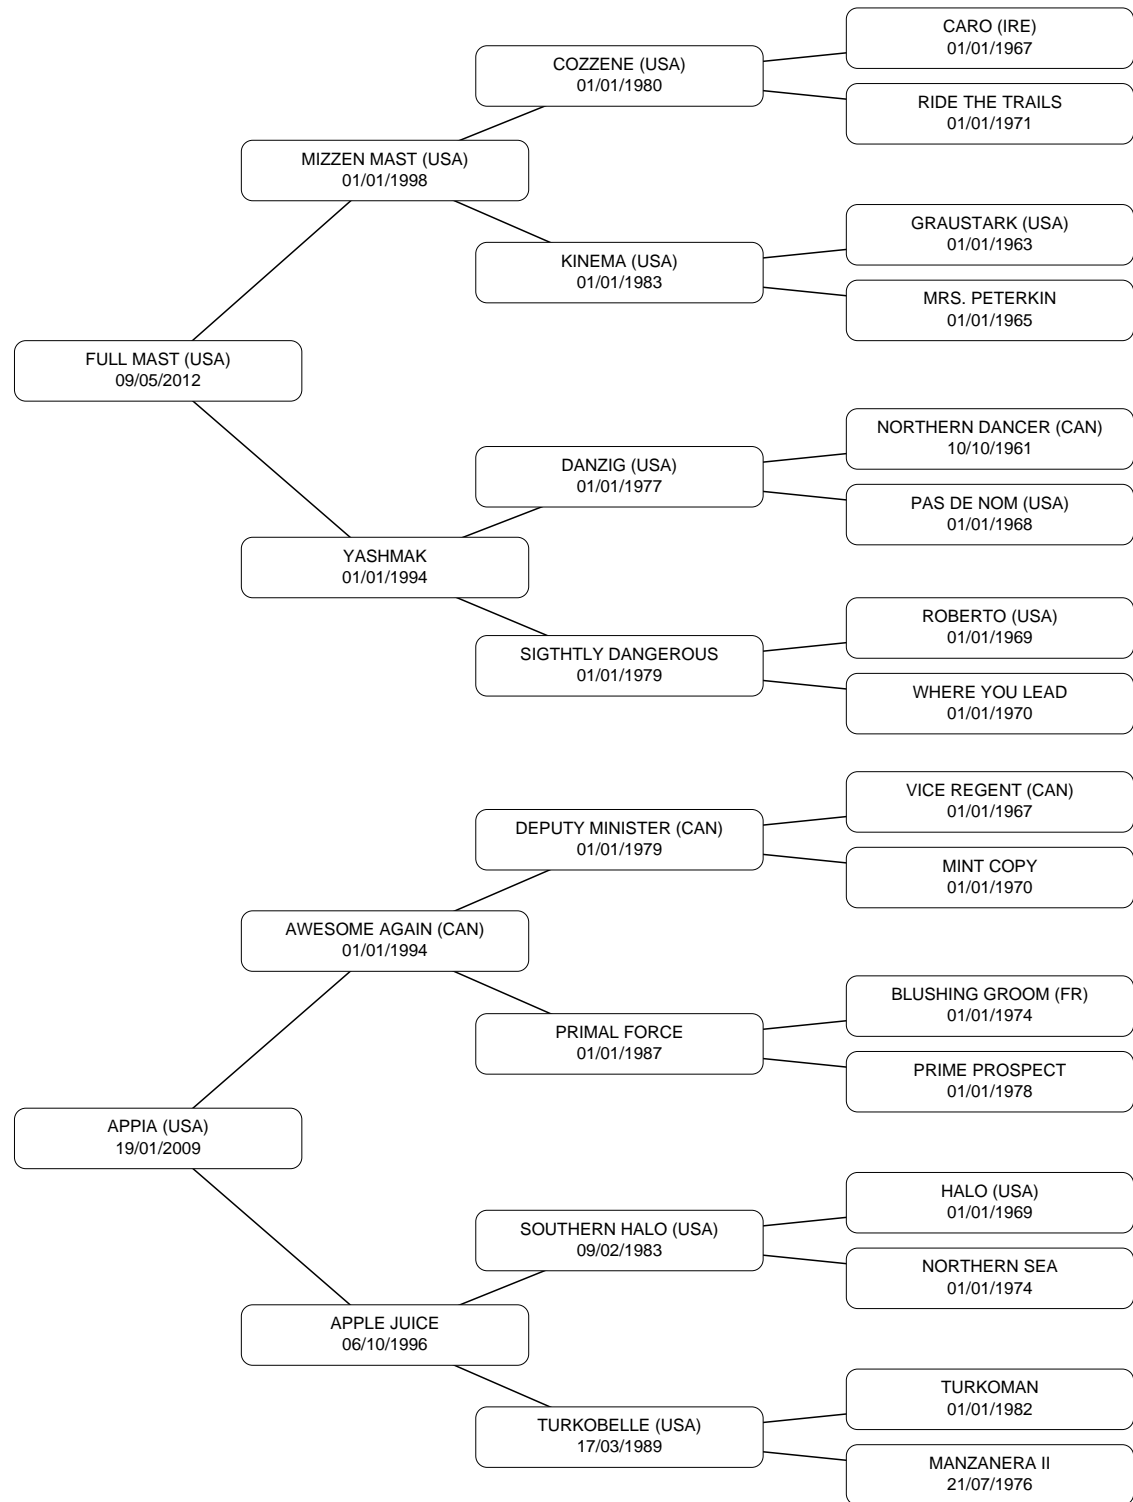 CARO (IRE)
01/01/1967
COZZENE (USA)
01/01/1980
RIDE THE TRAILS
01/01/1971
MIZZEN MAST (USA)
01/01/1998
GRAUSTARK (USA)
01/01/1963
KINEMA (USA)
01/01/1983
MRS. PETERKIN
01/01/1965
FULL MAST (USA)
09/05/2012
NORTHERN DANCER (CAN)
10/10/1961
DANZIG (USA)
01/01/1977
PAS DE NOM (USA)
01/01/1968
YASHMAK
01/01/1994
ROBERTO (USA)
01/01/1969
SIGTHTLY DANGEROUS
01/01/1979
WHERE YOU LEAD
01/01/1970
VICE REGENT (CAN)
01/01/1967
DEPUTY MINISTER (CAN)
01/01/1979
MINT COPY
01/01/1970
AWESOME AGAIN (CAN)
01/01/1994
BLUSHING GROOM (FR)
01/01/1974
PRIMAL FORCE
01/01/1987
PRIME PROSPECT
01/01/1978
APPIA (USA)
19/01/2009
HALO (USA)
01/01/1969
SOUTHERN HALO (USA)
09/02/1983
NORTHERN SEA
01/01/1974
APPLE JUICE
06/10/1996
TURKOMAN
01/01/1982
TURKOBELLE (USA)
17/03/1989
MANZANERA II
21/07/1976